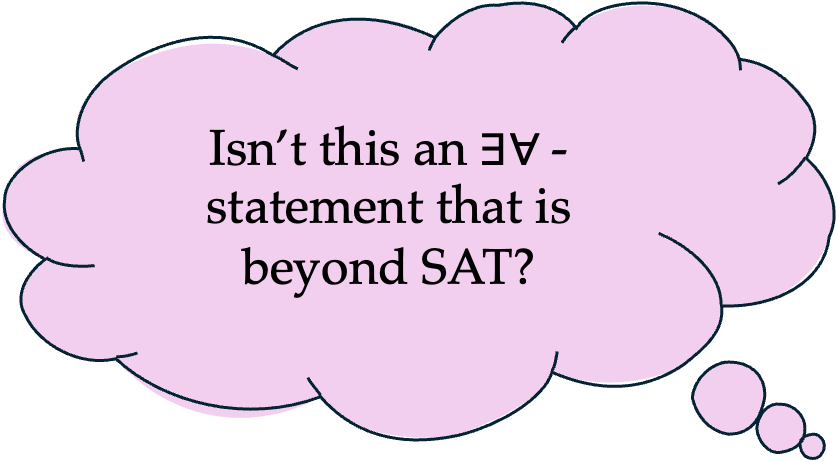 Isn’t this an ∃∀ -
statement that is
beyond SAT?